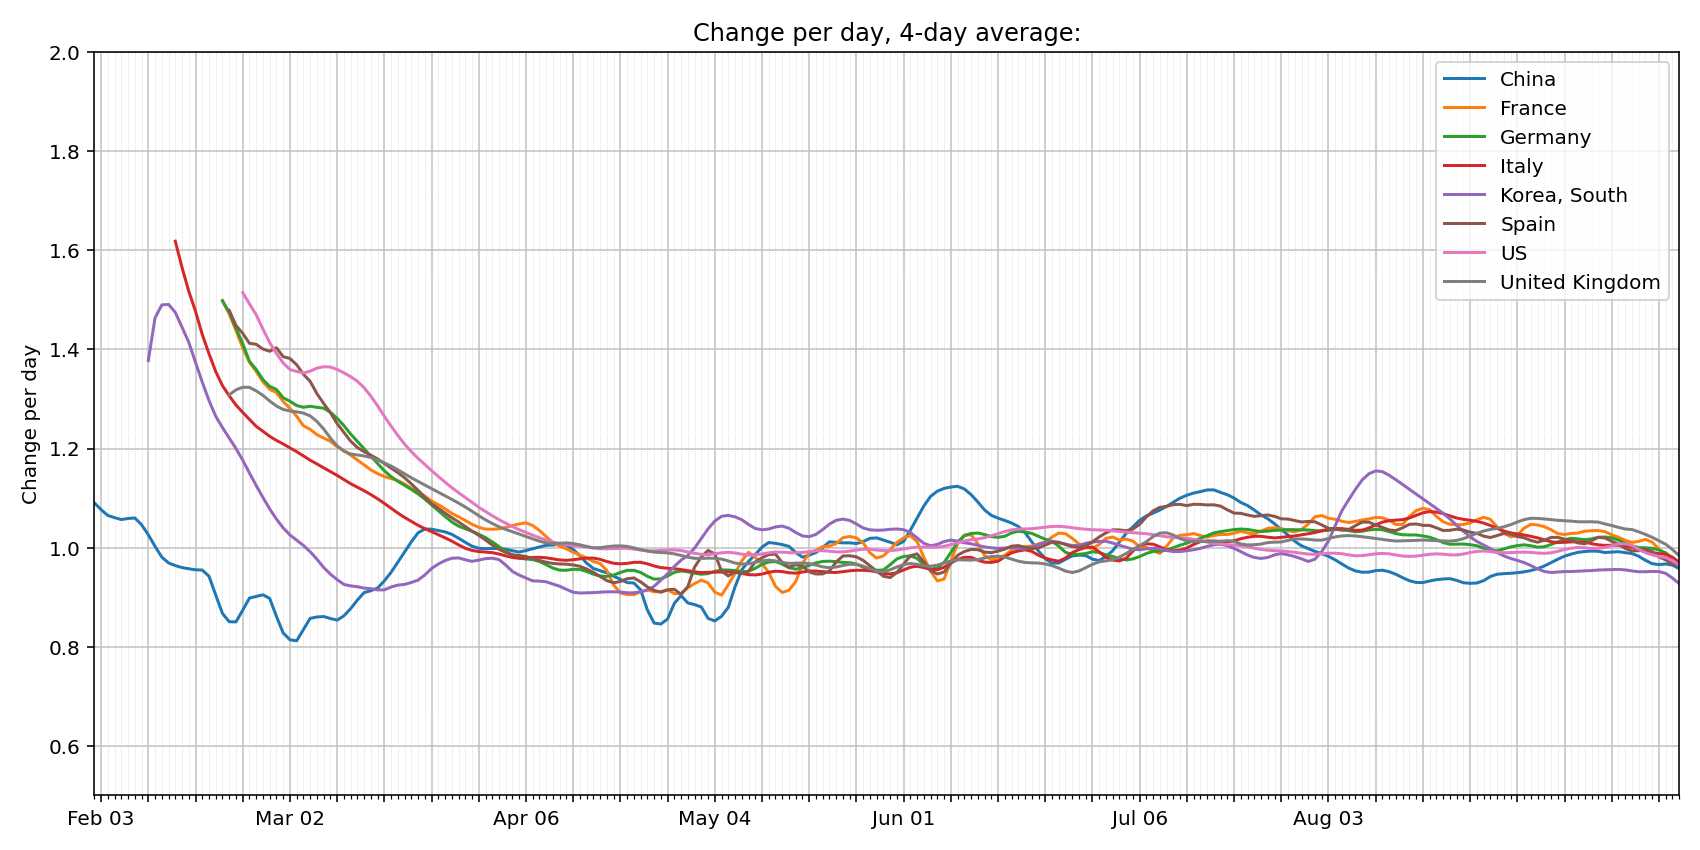 Change per day, 4-day average:
2.0
1.8
1.6
1.4
1.2
1.0
0.8
0.6
Change per day
China
France
Germany
Italy
Korea, South
Spain
US
United Kingdom
Feb 03 Mar 02 Apr 06 May 04 Jun 01 Jul 06 Aug 03